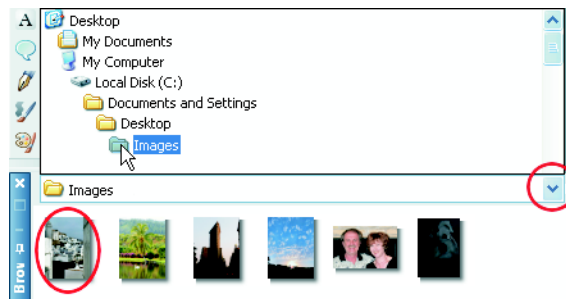 A
Desktop
My Documents
My Computer
Local Disk (C:)
Documents and Settings
Desktop
Images
Images
Brov